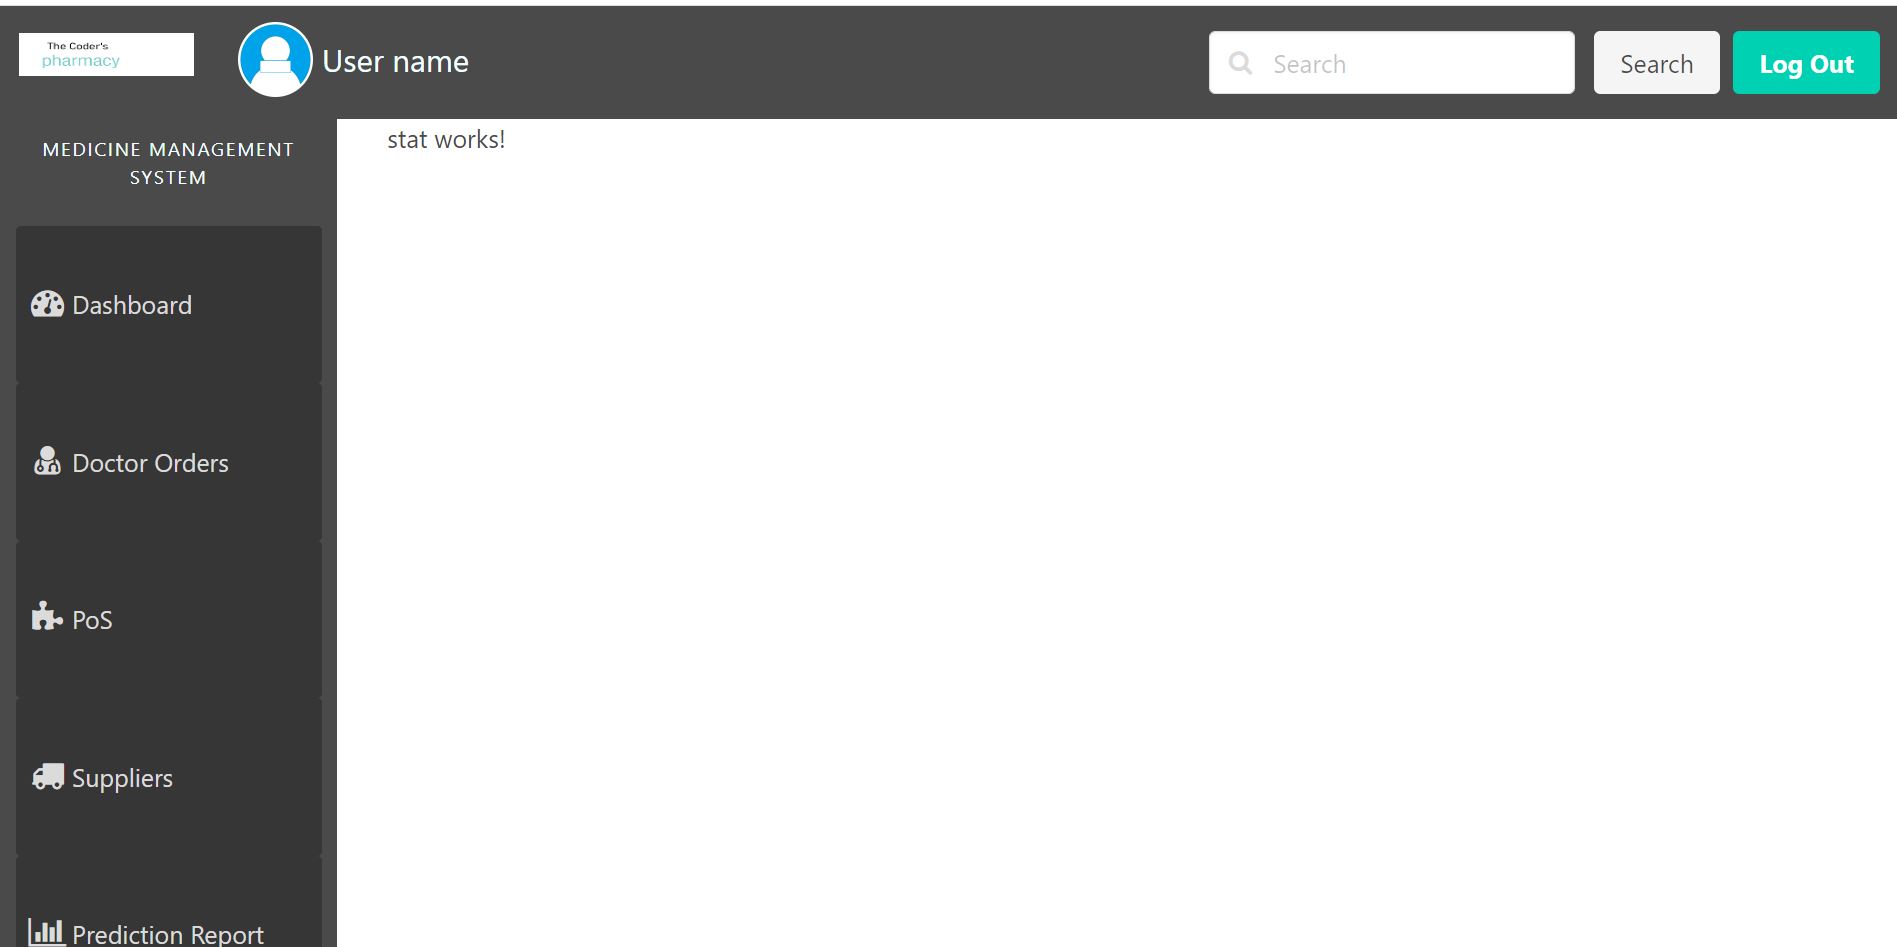 The Coder's
pharmacy
User name
Search
Search
Log Out
MEDICINE MANAGEMENT
SYSTEM
stat works!
Dashboard
Doctor Orders
PoS
Suppliers
Prediction Report